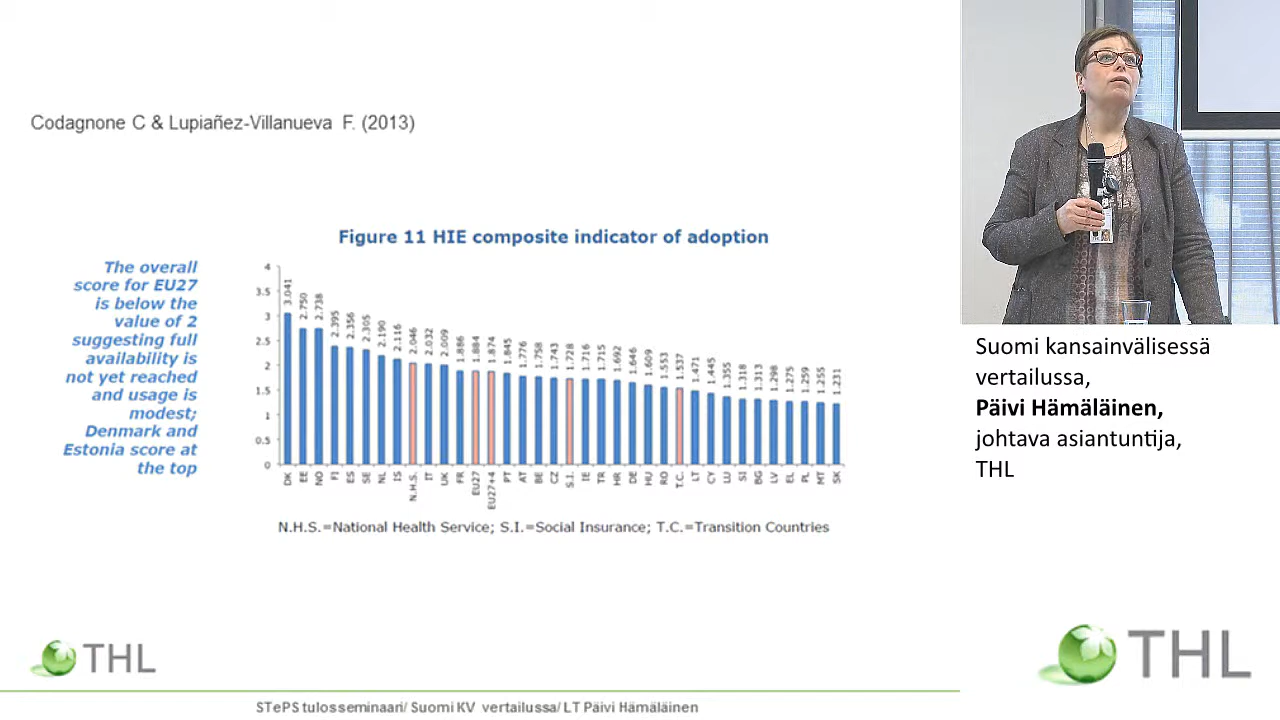 Codagnone C & Lupiañez-Villanueva F. (2013)
Figure 11 HIE composite indicator of adoption
The overall
score for EU27
is below the
value of 2
suggesting full
availability is
not yet reached
and usage is
modest;
Denmark and
Estonia score at
the top
4
3.5
3
2.5
2
1.5
1
0.5
0
3.041 2.750 2.738 2.395 2.356 2.305 2.190 2.116 2.046 2.032 2.009 1.886 1.884 1.874 1.845 1.776 1.758 1.743 1.728 1.716 1.715 1.692 1.646 1.609 1.553 1.537 1.471 1.445 1.355 1.318 1.313 1.298 1.275 1.259 1.255 1.231
DK EE NO FI ES SE NL IS N.H.S. IT UK FR EU27 EU27+4 PT AT BE CZ S.I. IE TR HR DE HU RO T.C. LT CY LU SI BG LV EL PL MT SK
N.H.S.=National Health Service; S.I.=Social Insurance; T.C.=Transition Countries
THL
STePS tulosseminaari/ Suomi KV vertailussa/ LT Päivi Hämäläinen
Suomi kansainvälisessä
vertailussa,
Päivi Hämäläinen,
johtava asiantuntija,
THL
THL